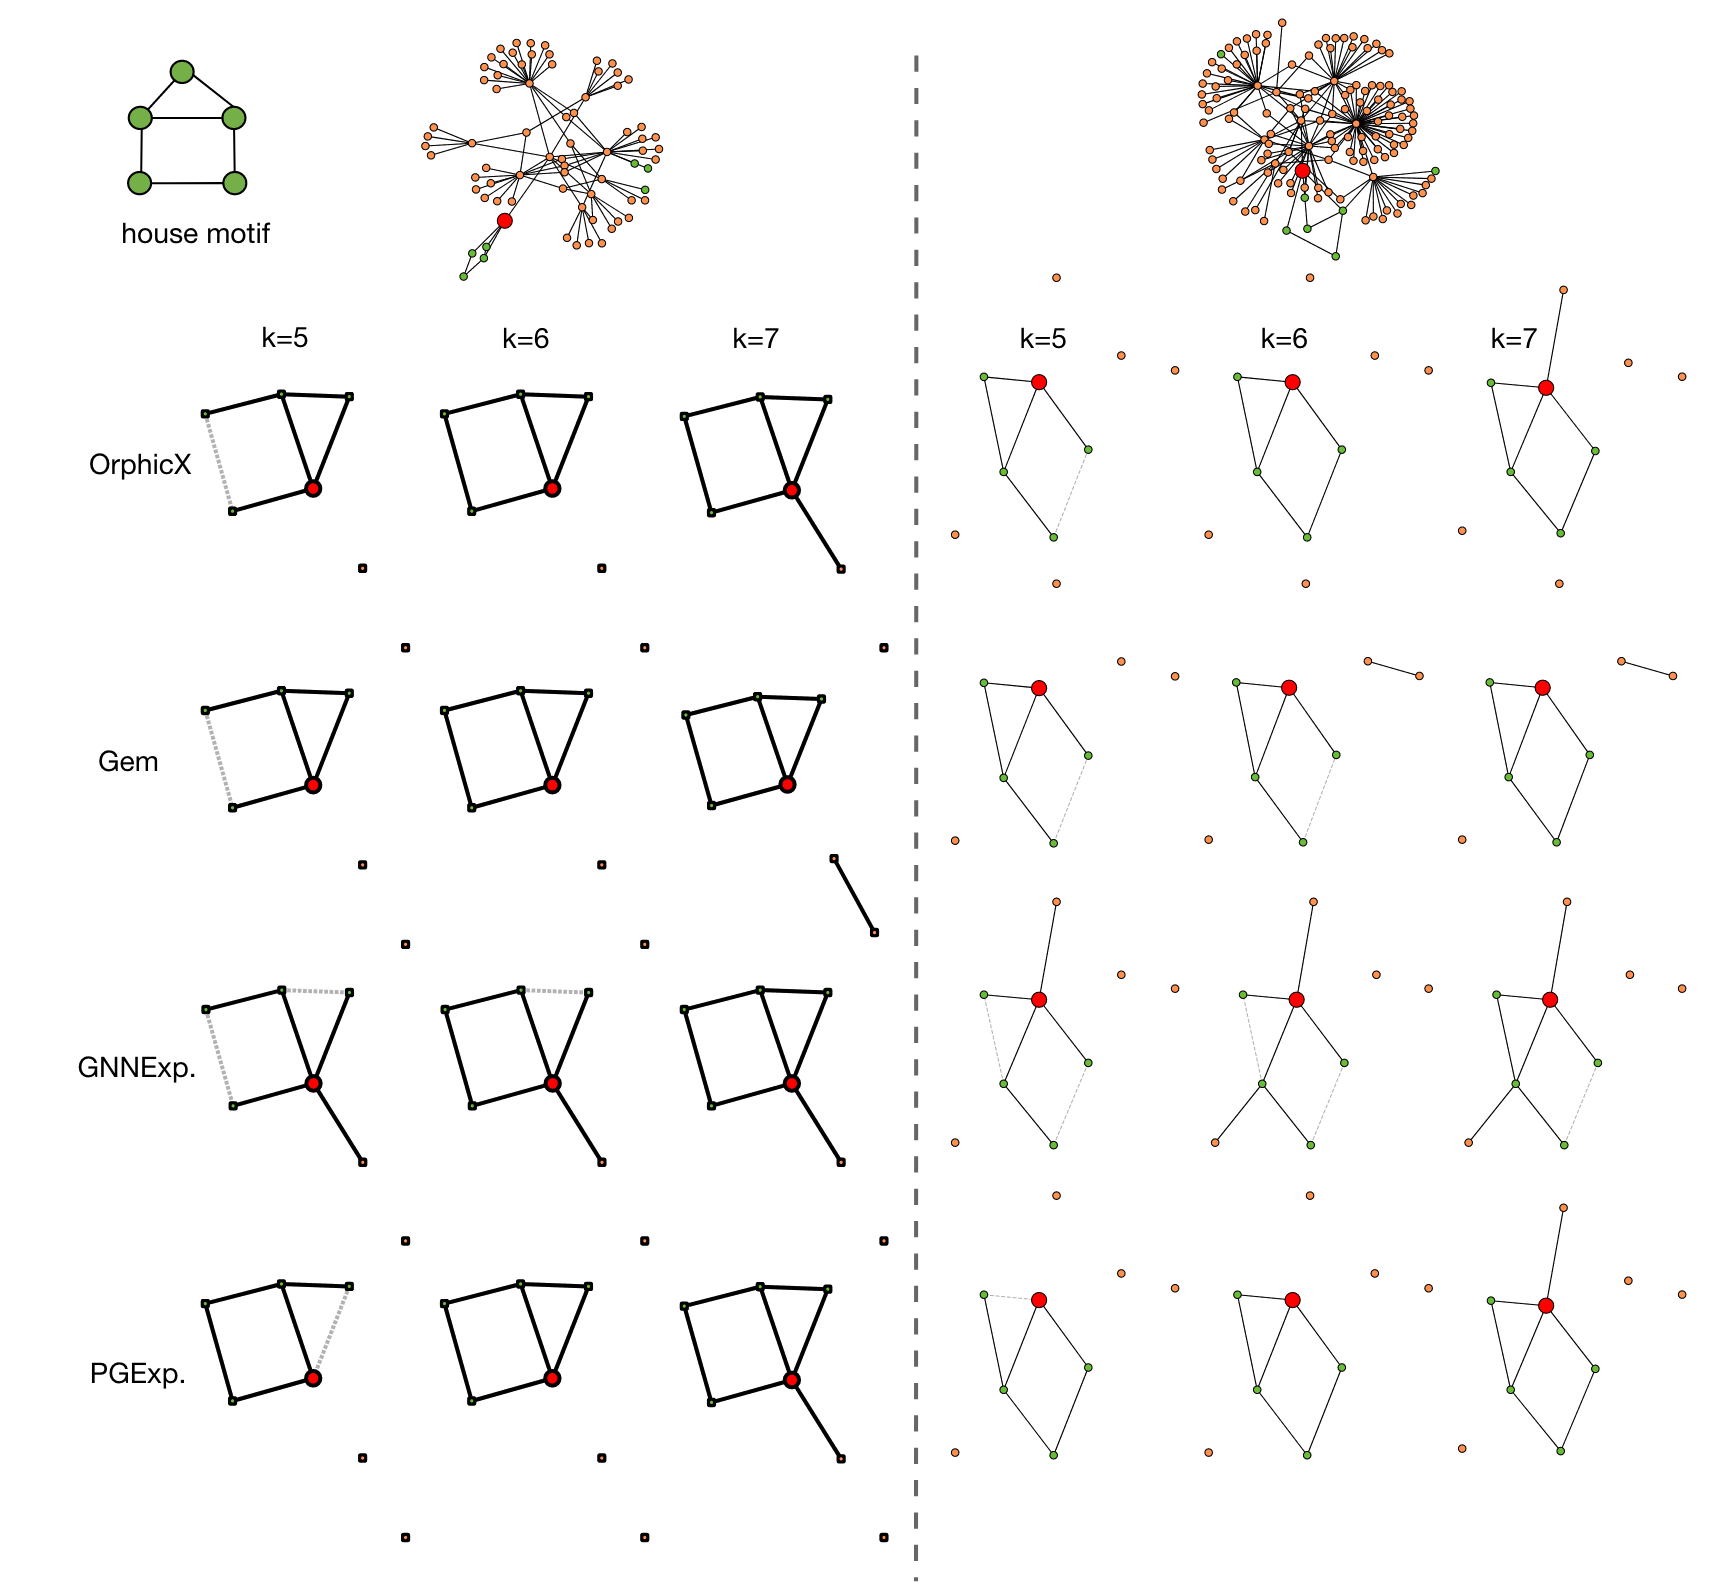 house motif
k=5 k=6 k=7 k=5 k=6 k=7
OrphicX
Gem
GNNExp.
PGExp.